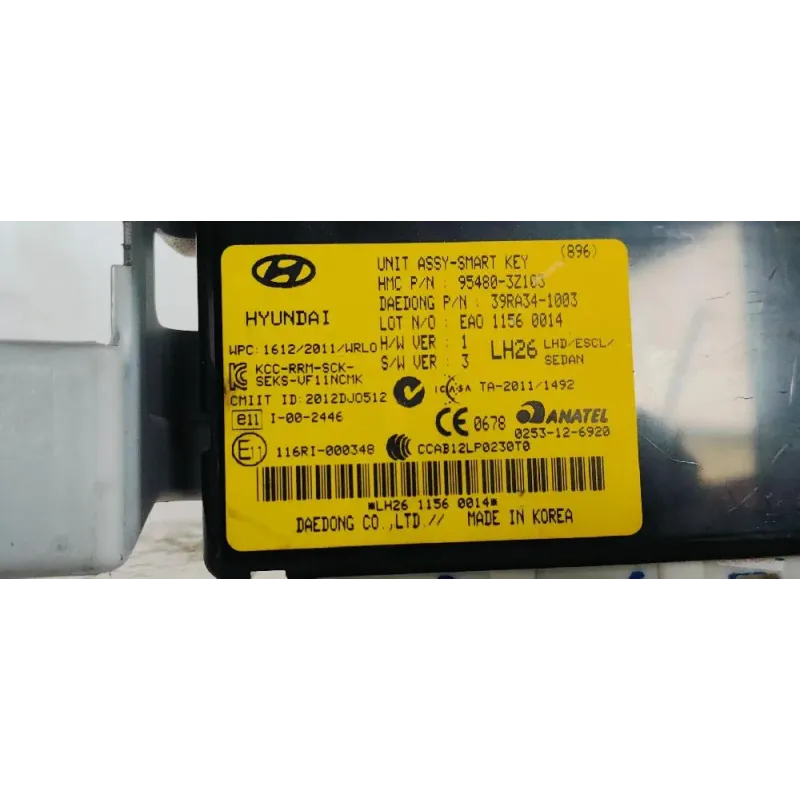 (896)
UNIT ASSY-SMART KEY
HMC P/N : 95480-3Z103
DAEDONG P/N : 39RA34-1003
LOT N/O : EAO 1156 0014
HYUNDAI
H/W VER : 1
WPC: 1612/2011/WRLO
S/W VER : 3
LH26 LHD/ESCL/
SEDAN
KCC-RRM-SCK-
SEKS-VF11NCMK
ICASA TA-2011/1492
CMIIT ID:2012DJ0512
e11 I-00-2446
CE 0678 ANATEL
0253-12-6920
E11 116RI-000348 CCAB12LP0230T0
*LH26 1156 0014*
DAEDONG CO.,LTD.// MADE IN KOREA